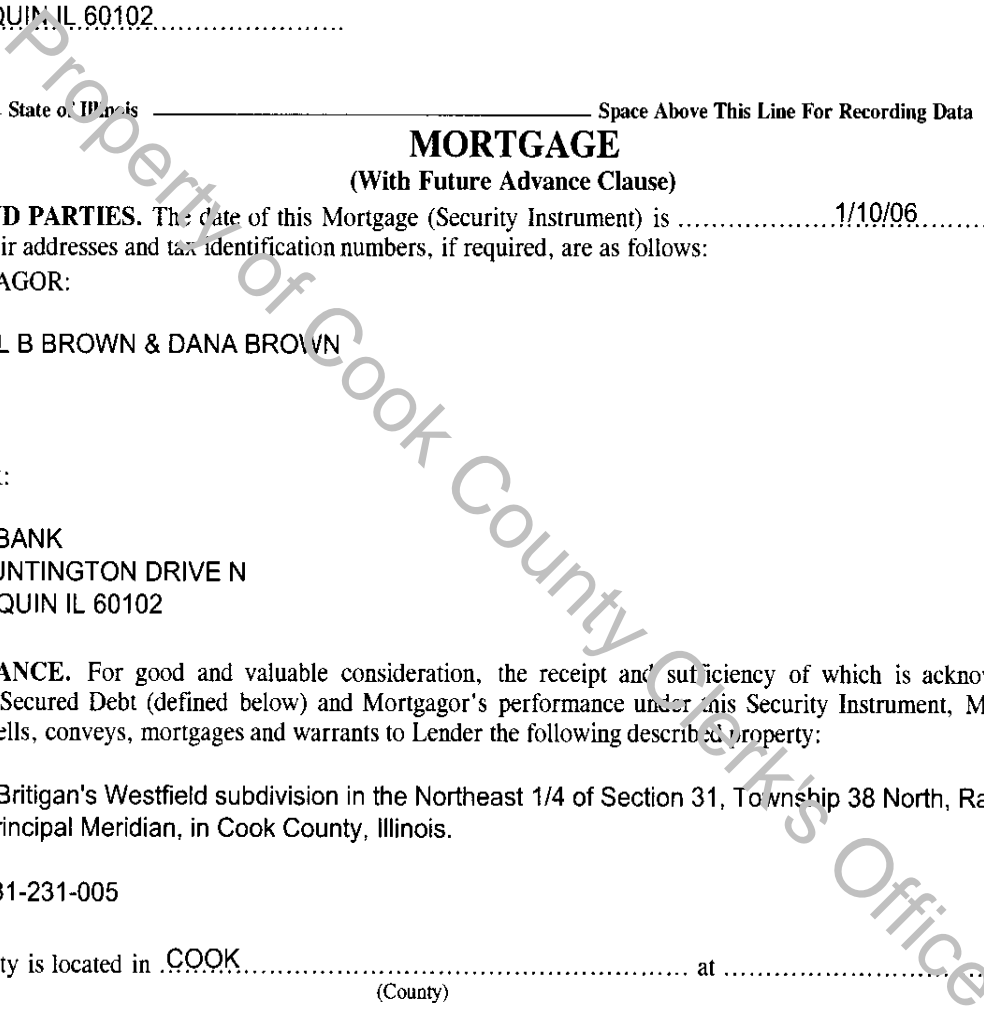 QUIN IL 60102
State of Illinois Space Above This Line For Recording Data
MORTGAGE
(With Future Advance Clause)
D PARTIES. The date of this Mortgage (Security Instrument) is 1/10/06
ir addresses and tax identification numbers, if required, are as follows:
AGOR:
L B BROWN & DANA BROWN
:
BANK
UNTINGTON DRIVE N
QUIN IL 60102
ANCE. For good and valuable consideration, the receipt and sufficiency of which is acknow
Secured Debt (defined below) and Mortgagor's performance under this Security Instrument, M
ells, conveys, mortgages and warrants to Lender the following described property:
Britigan's Westfield subdivision in the Northeast 1/4 of Section 31, Township 38 North, Ra
rincipal Meridian, in Cook County, Illinois.
31-231-005
ty is located in COOK at
(County)
Property of Cook County Clerk's Office